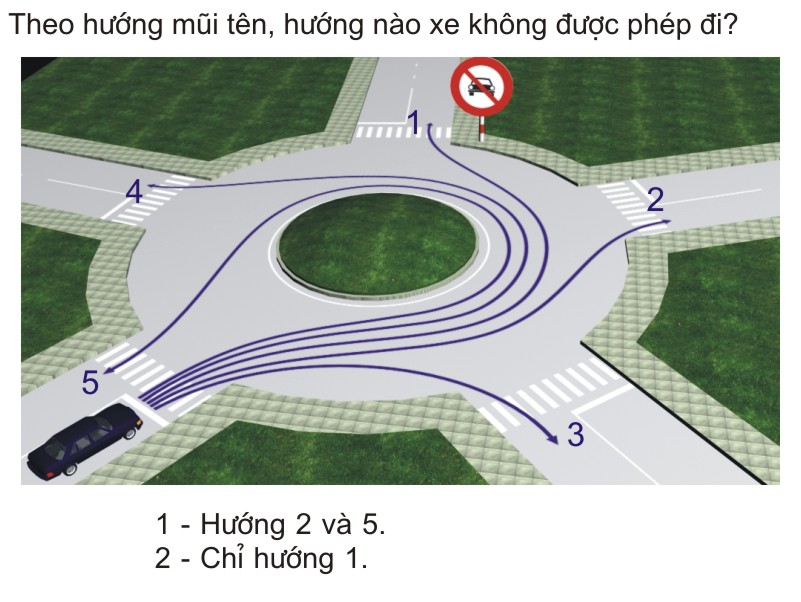 Theo hướng mũi tên, hướng nào xe không được phép đi?
1
4
2
5
3
1 - Hướng 2 và 5.
2 - Chỉ hướng 1.